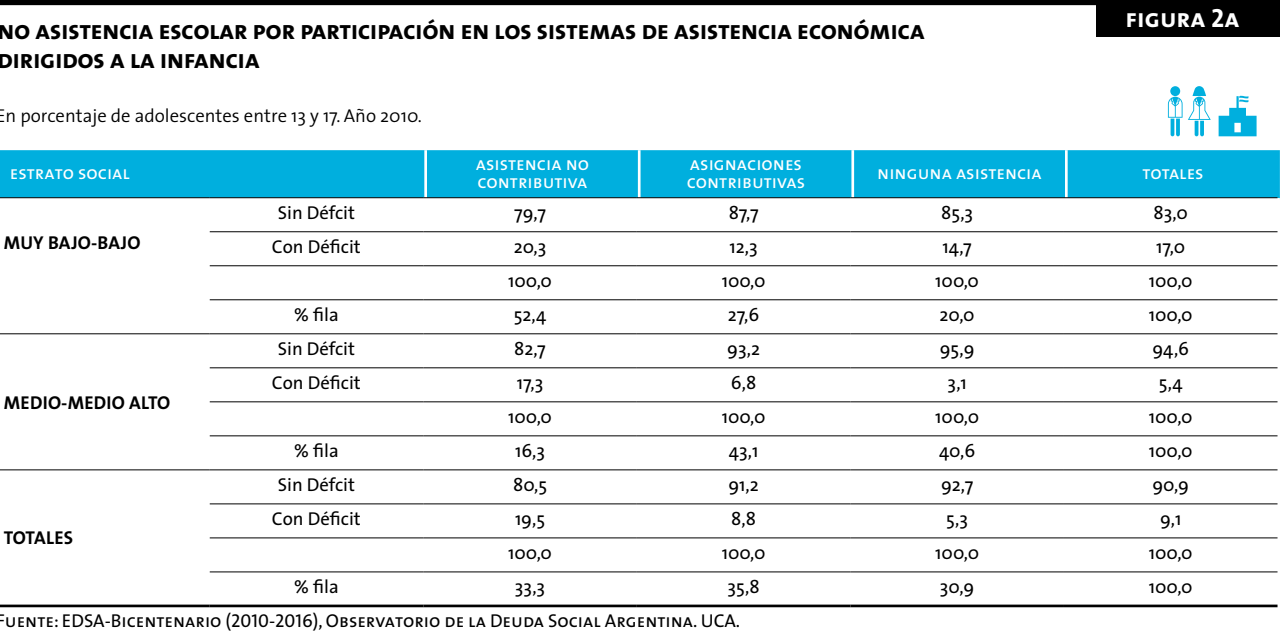 FIGURA 2A
NO ASISTENCIA ESCOLAR POR PARTICIPACIÓN EN LOS SISTEMAS DE ASISTENCIA ECONÓMICA
DIRIGIDOS A LA INFANCIA
En porcentaje de adolescentes entre 13 y 17. Año 2010.
ESTRATO SOCIAL ASISTENCIA NO CONTRIBUTIVA ASIGNACIONES CONTRIBUTIVAS NINGUNA ASISTENCIA TOTALES
MUY BAJO-BAJO
Sin Défcit 79,7 87,7 85,3 83,0
Con Déficit 20,3 12,3 14,7 17,0
100,0 100,0 100,0 100,0
% fila 52,4 27,6 20,0 100,0
MEDIO-MEDIO ALTO
Sin Défcit 82,7 93,2 95,9 94,6
Con Déficit 17,3 6,8 3,1 5,4
100,0 100,0 100,0 100,0
% fila 16,3 43,1 40,6 100,0
TOTALES
Sin Défcit 80,5 91,2 92,7 90,9
Con Déficit 19,5 8,8 5,3 9,1
100,0 100,0 100,0 100,0
% fila 33,3 35,8 30,9 100,0
FUENTE: EDSA-BICENTENARIO (2010-2016), OBSERVATORIO DE LA DEUDA SOCIAL ARGENTINA. UCA.